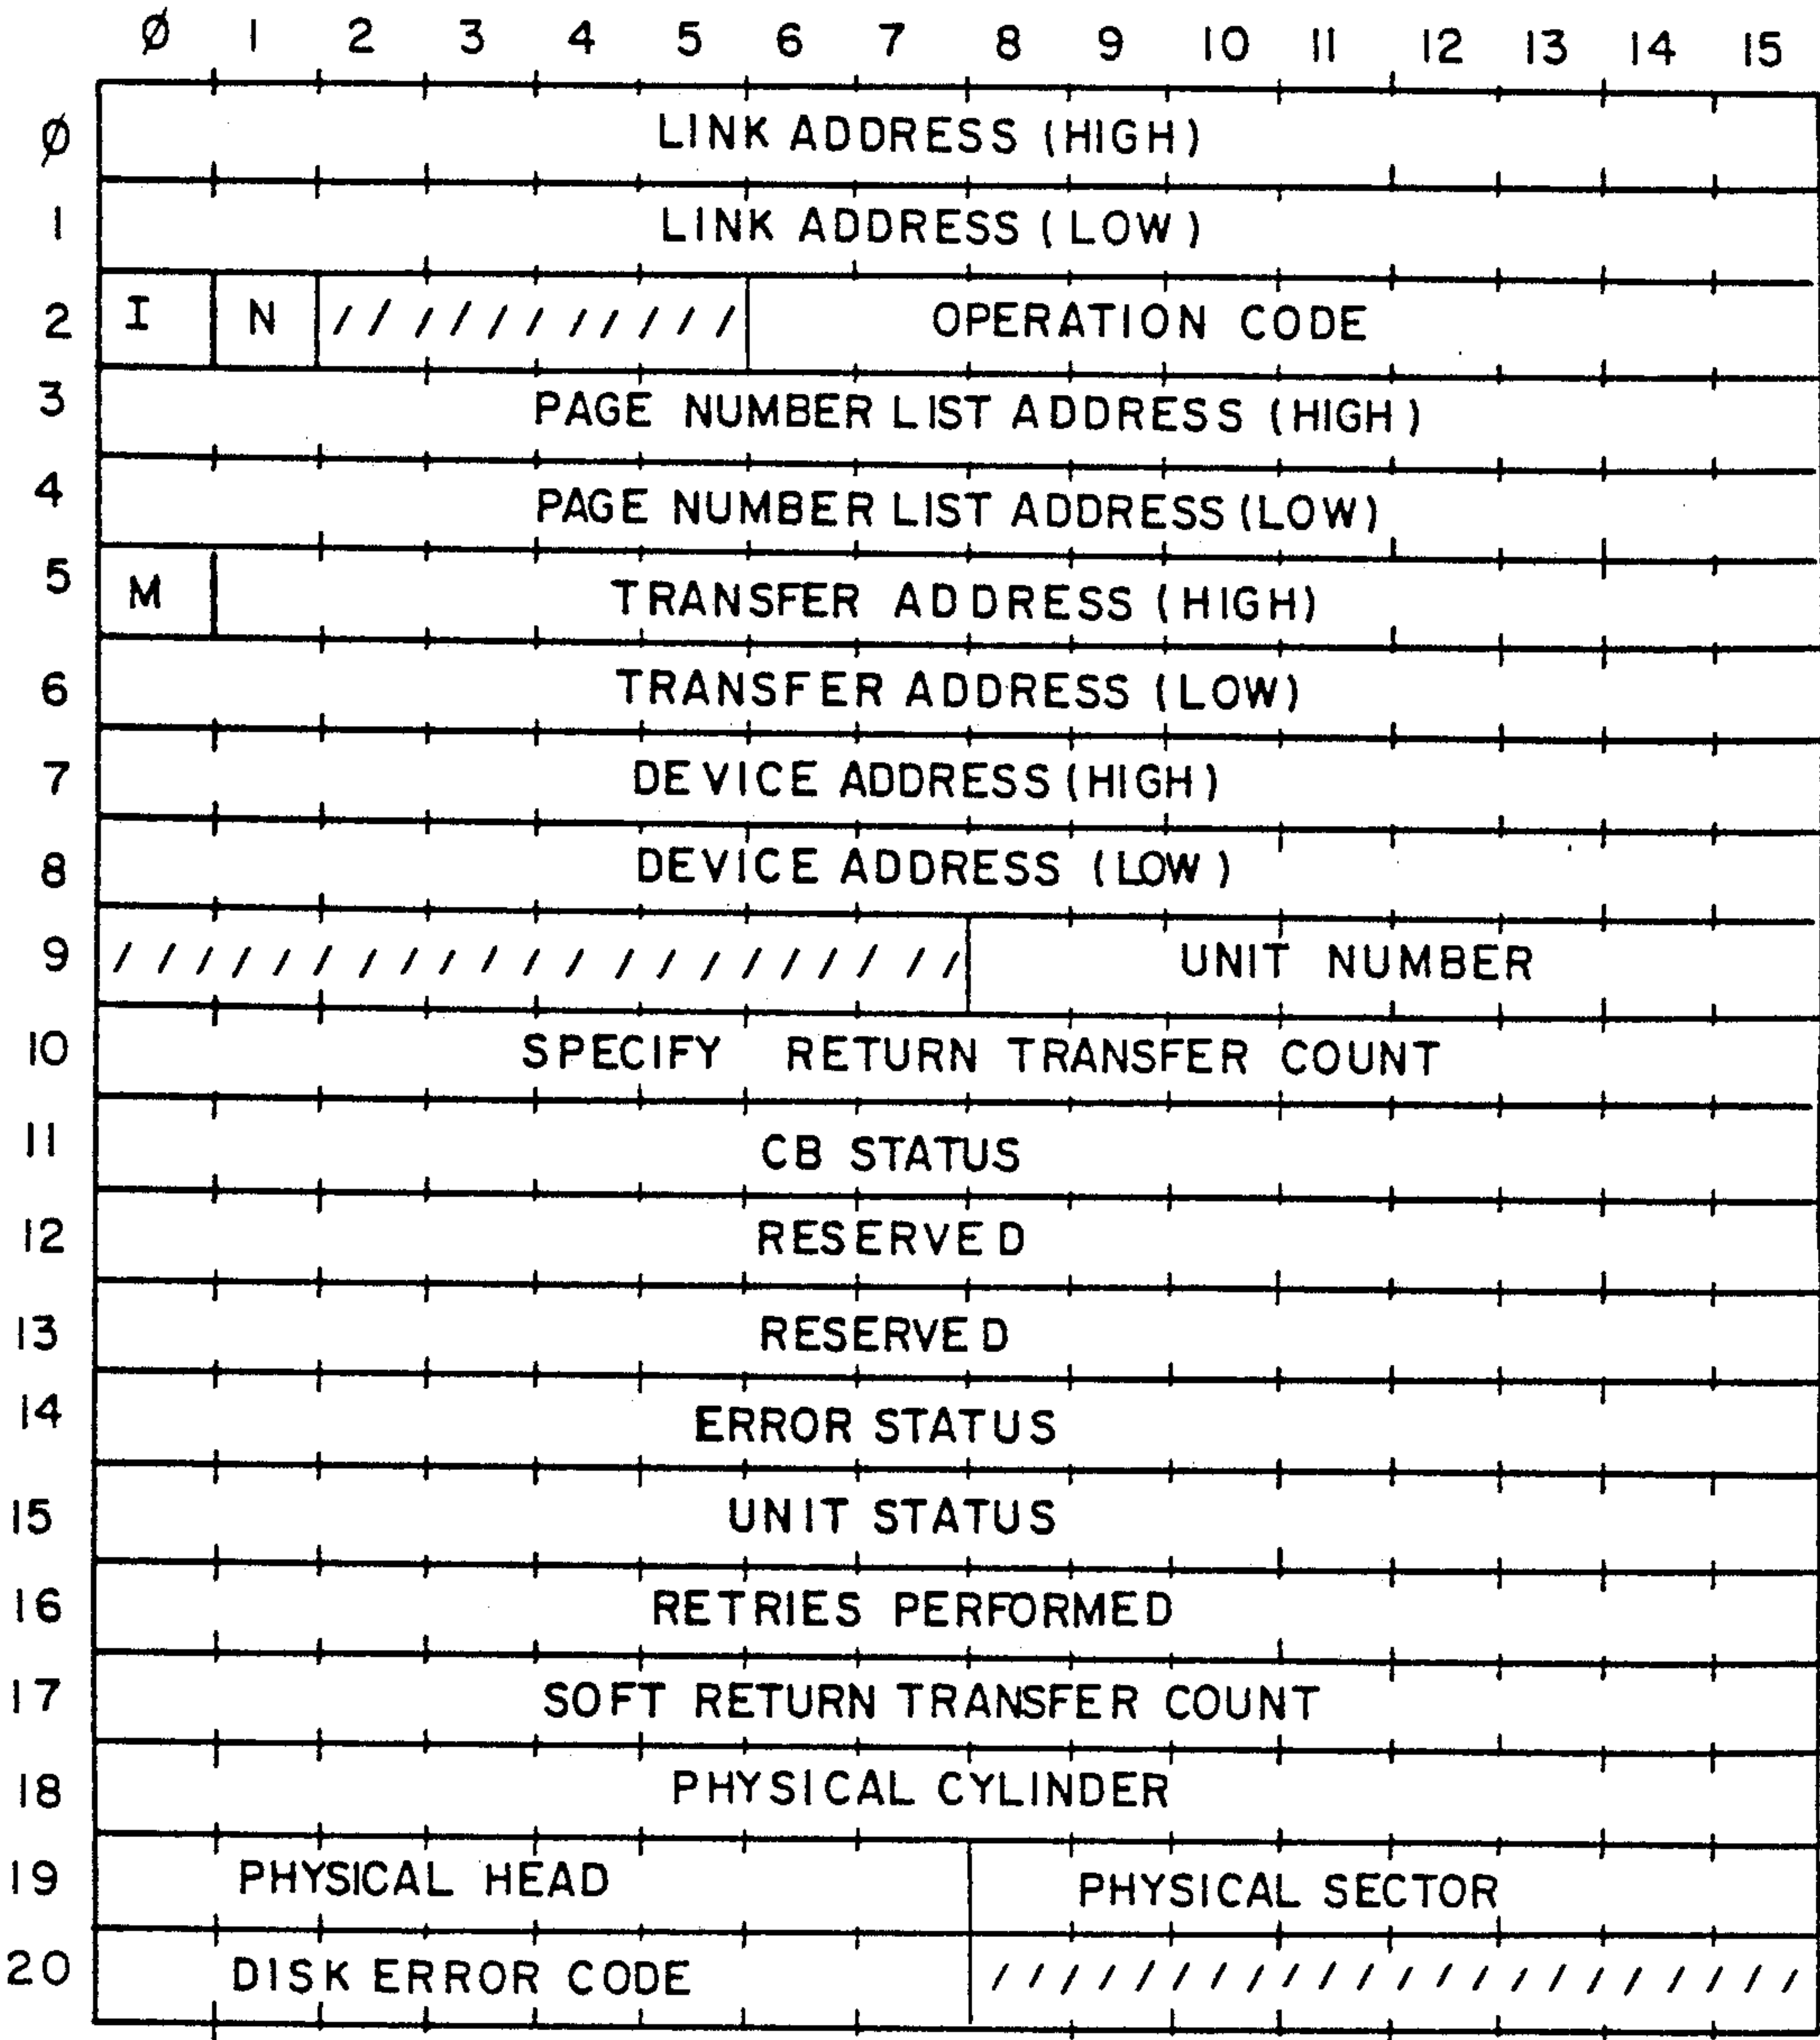 Ø 1 2 3 4 5 6 7 8 9 10 11 12 13 14 15
Ø LINK ADDRESS (HIGH)
1 LINK ADDRESS (LOW)
2 I N OPERATION CODE
3 PAGE NUMBER LIST ADDRESS (HIGH)
4 PAGE NUMBER LIST ADDRESS (LOW)
5 M TRANSFER ADDRESS (HIGH)
6 TRANSFER ADDRESS (LOW)
7 DEVICE ADDRESS (HIGH)
8 DEVICE ADDRESS (LOW)
9 UNIT NUMBER
10 SPECIFY RETURN TRANSFER COUNT
11 CB STATUS
12 RESERVED
13 RESERVED
14 ERROR STATUS
15 UNIT STATUS
16 RETRIES PERFORMED
17 SOFT RETURN TRANSFER COUNT
18 PHYSICAL CYLINDER
19 PHYSICAL HEAD PHYSICAL SECTOR
20 DISK ERROR CODE